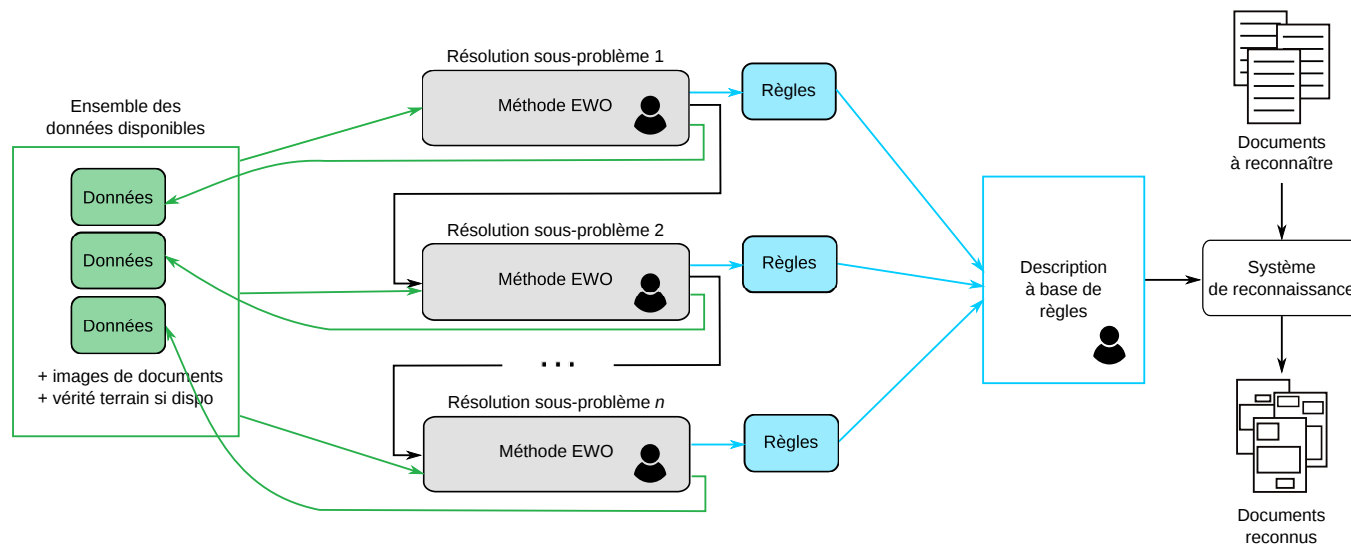 Ensemble des
données disponibles
Données
Données
Données
+ images de documents
+ vérité terrain si dispo
Résolution sous-problème 1
Méthode EWO
Règles
Résolution sous-problème 2
Méthode EWO
Règles
...
Résolution sous-problème n
Méthode EWO
Règles
Description
à base de
règles
Documents
à reconnaître
Système
de reconnaissance
Documents
reconnus